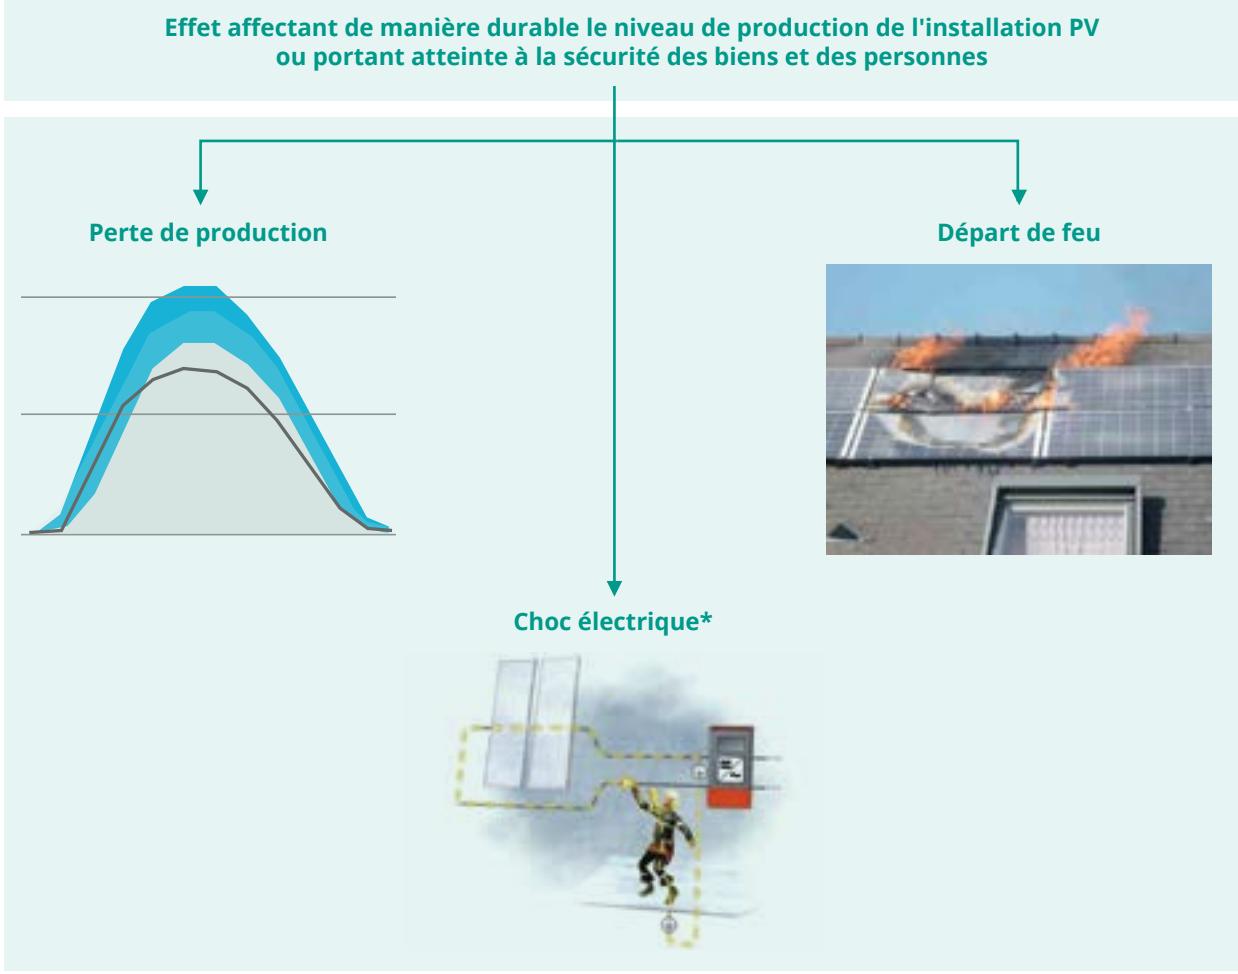 Effet affectant de manière durable le niveau de production de l'installation PV
ou portant atteinte à la sécurité des biens et des personnes
Perte de production
Départ de feu
Choc électrique*